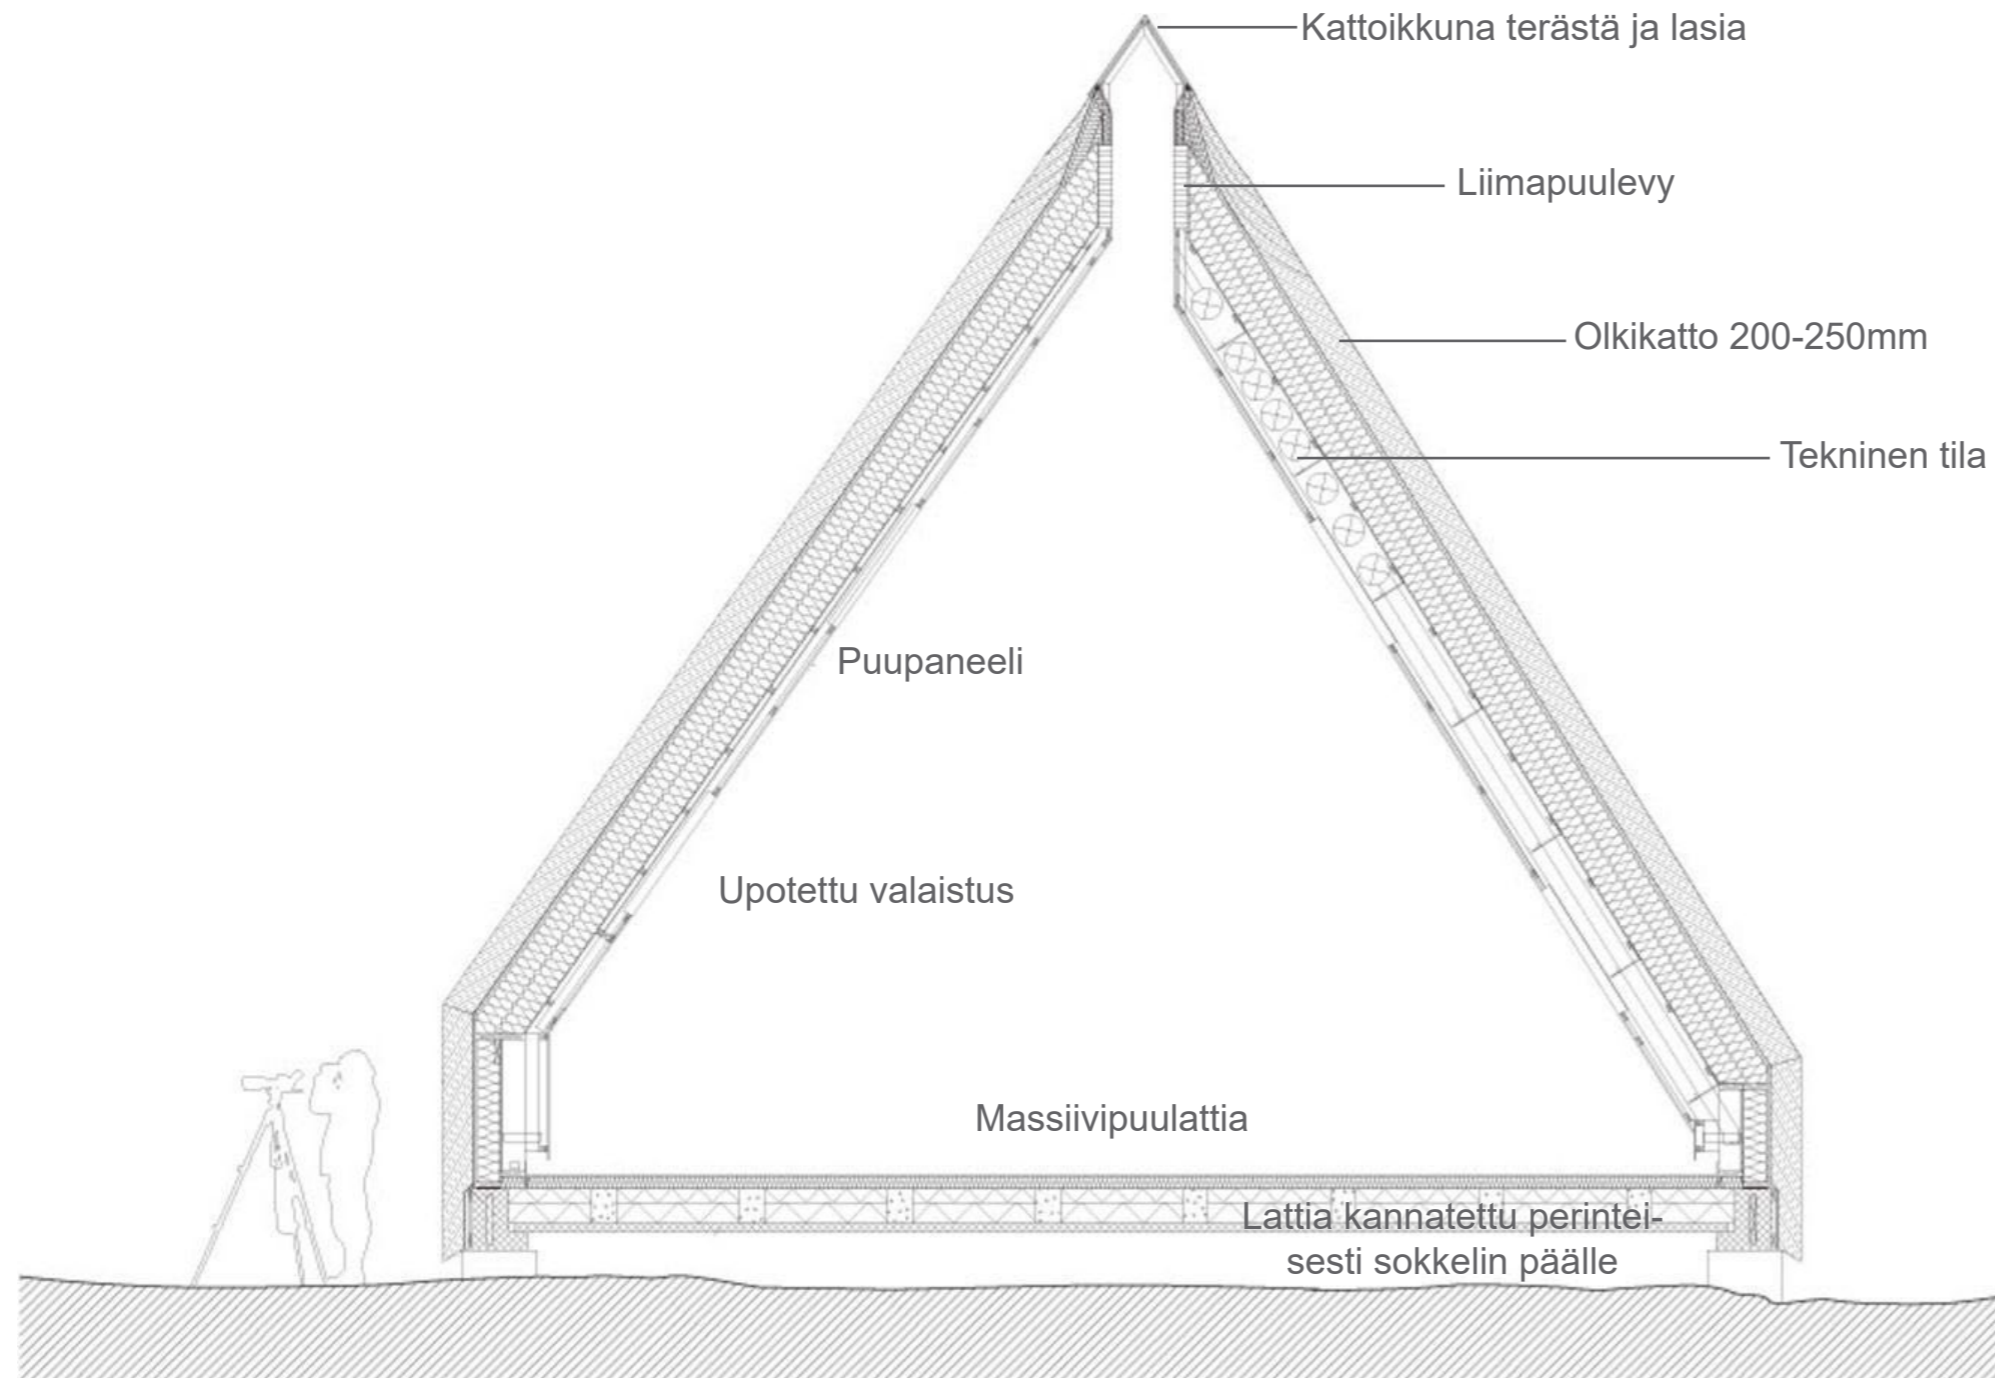 Kattoikkuna terästä ja lasia
Liimapuulevy
Olkikatto 200-250mm
Tekninen tila
Puupaneeli
Upotettu valaistus
Massiivipuulattia
Lattia kannatettu perintei-
sesti sokkelin päälle